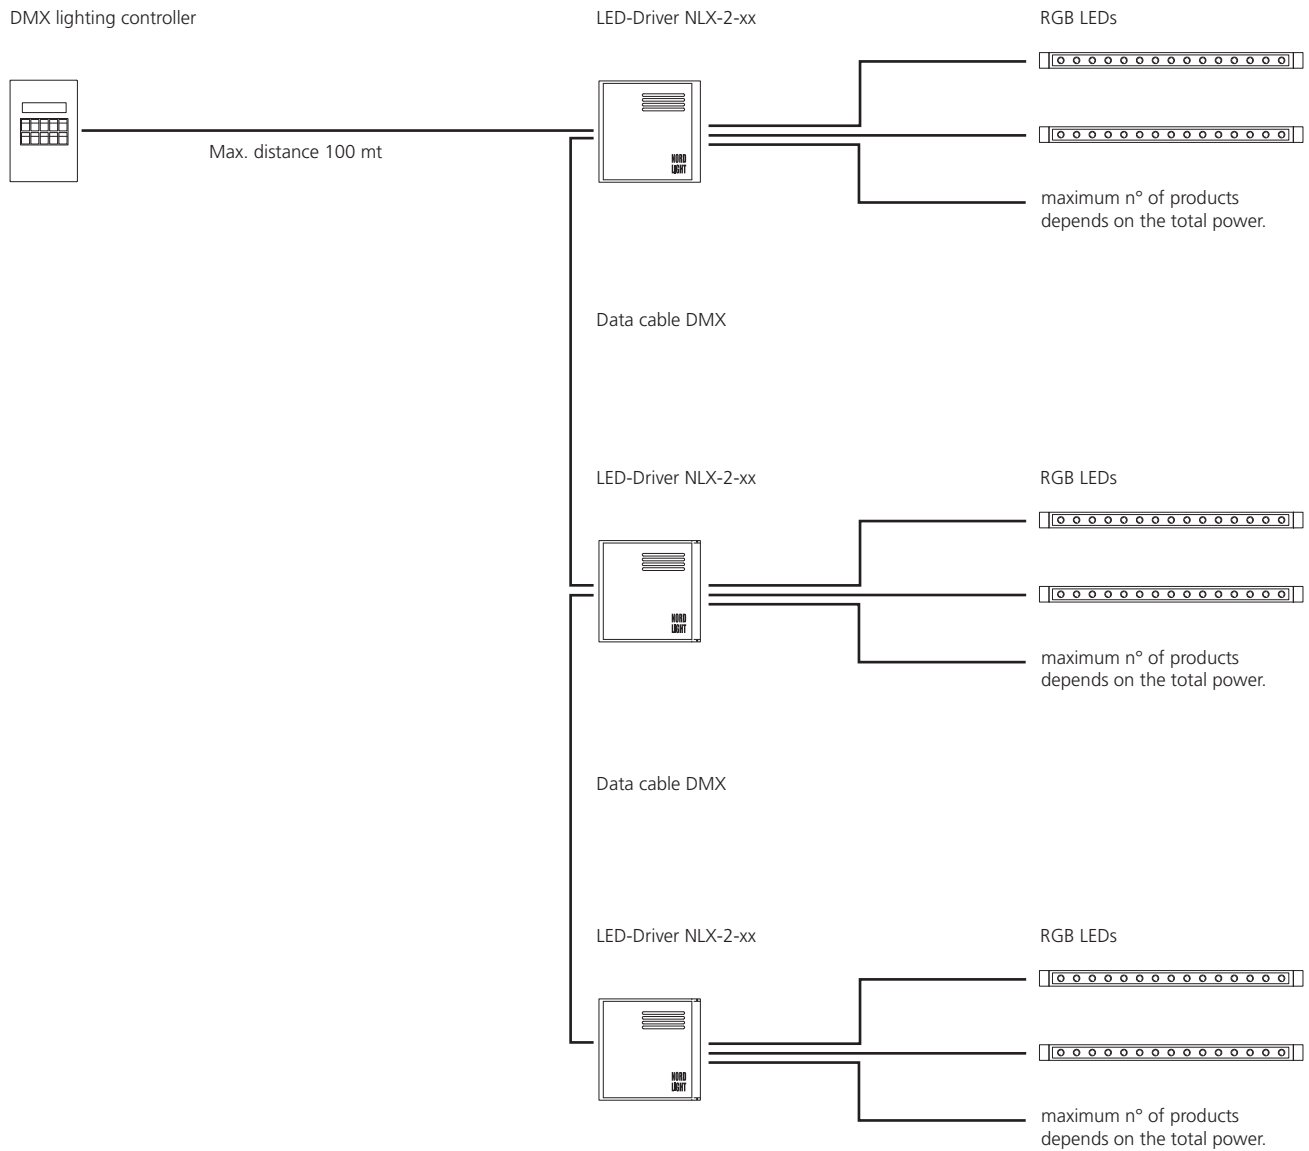 DMX lighting controller
LED-Driver NLX-2-xx
RGB LEDs
Max. distance 100 mt
NORD
LIGHT
maximum n° of products
depends on the total power.
Data cable DMX
LED-Driver NLX-2-xx
RGB LEDs
NORD
LIGHT
maximum n° of products
depends on the total power.
Data cable DMX
LED-Driver NLX-2-xx
RGB LEDs
NORD
LIGHT
maximum n° of products
depends on the total power.